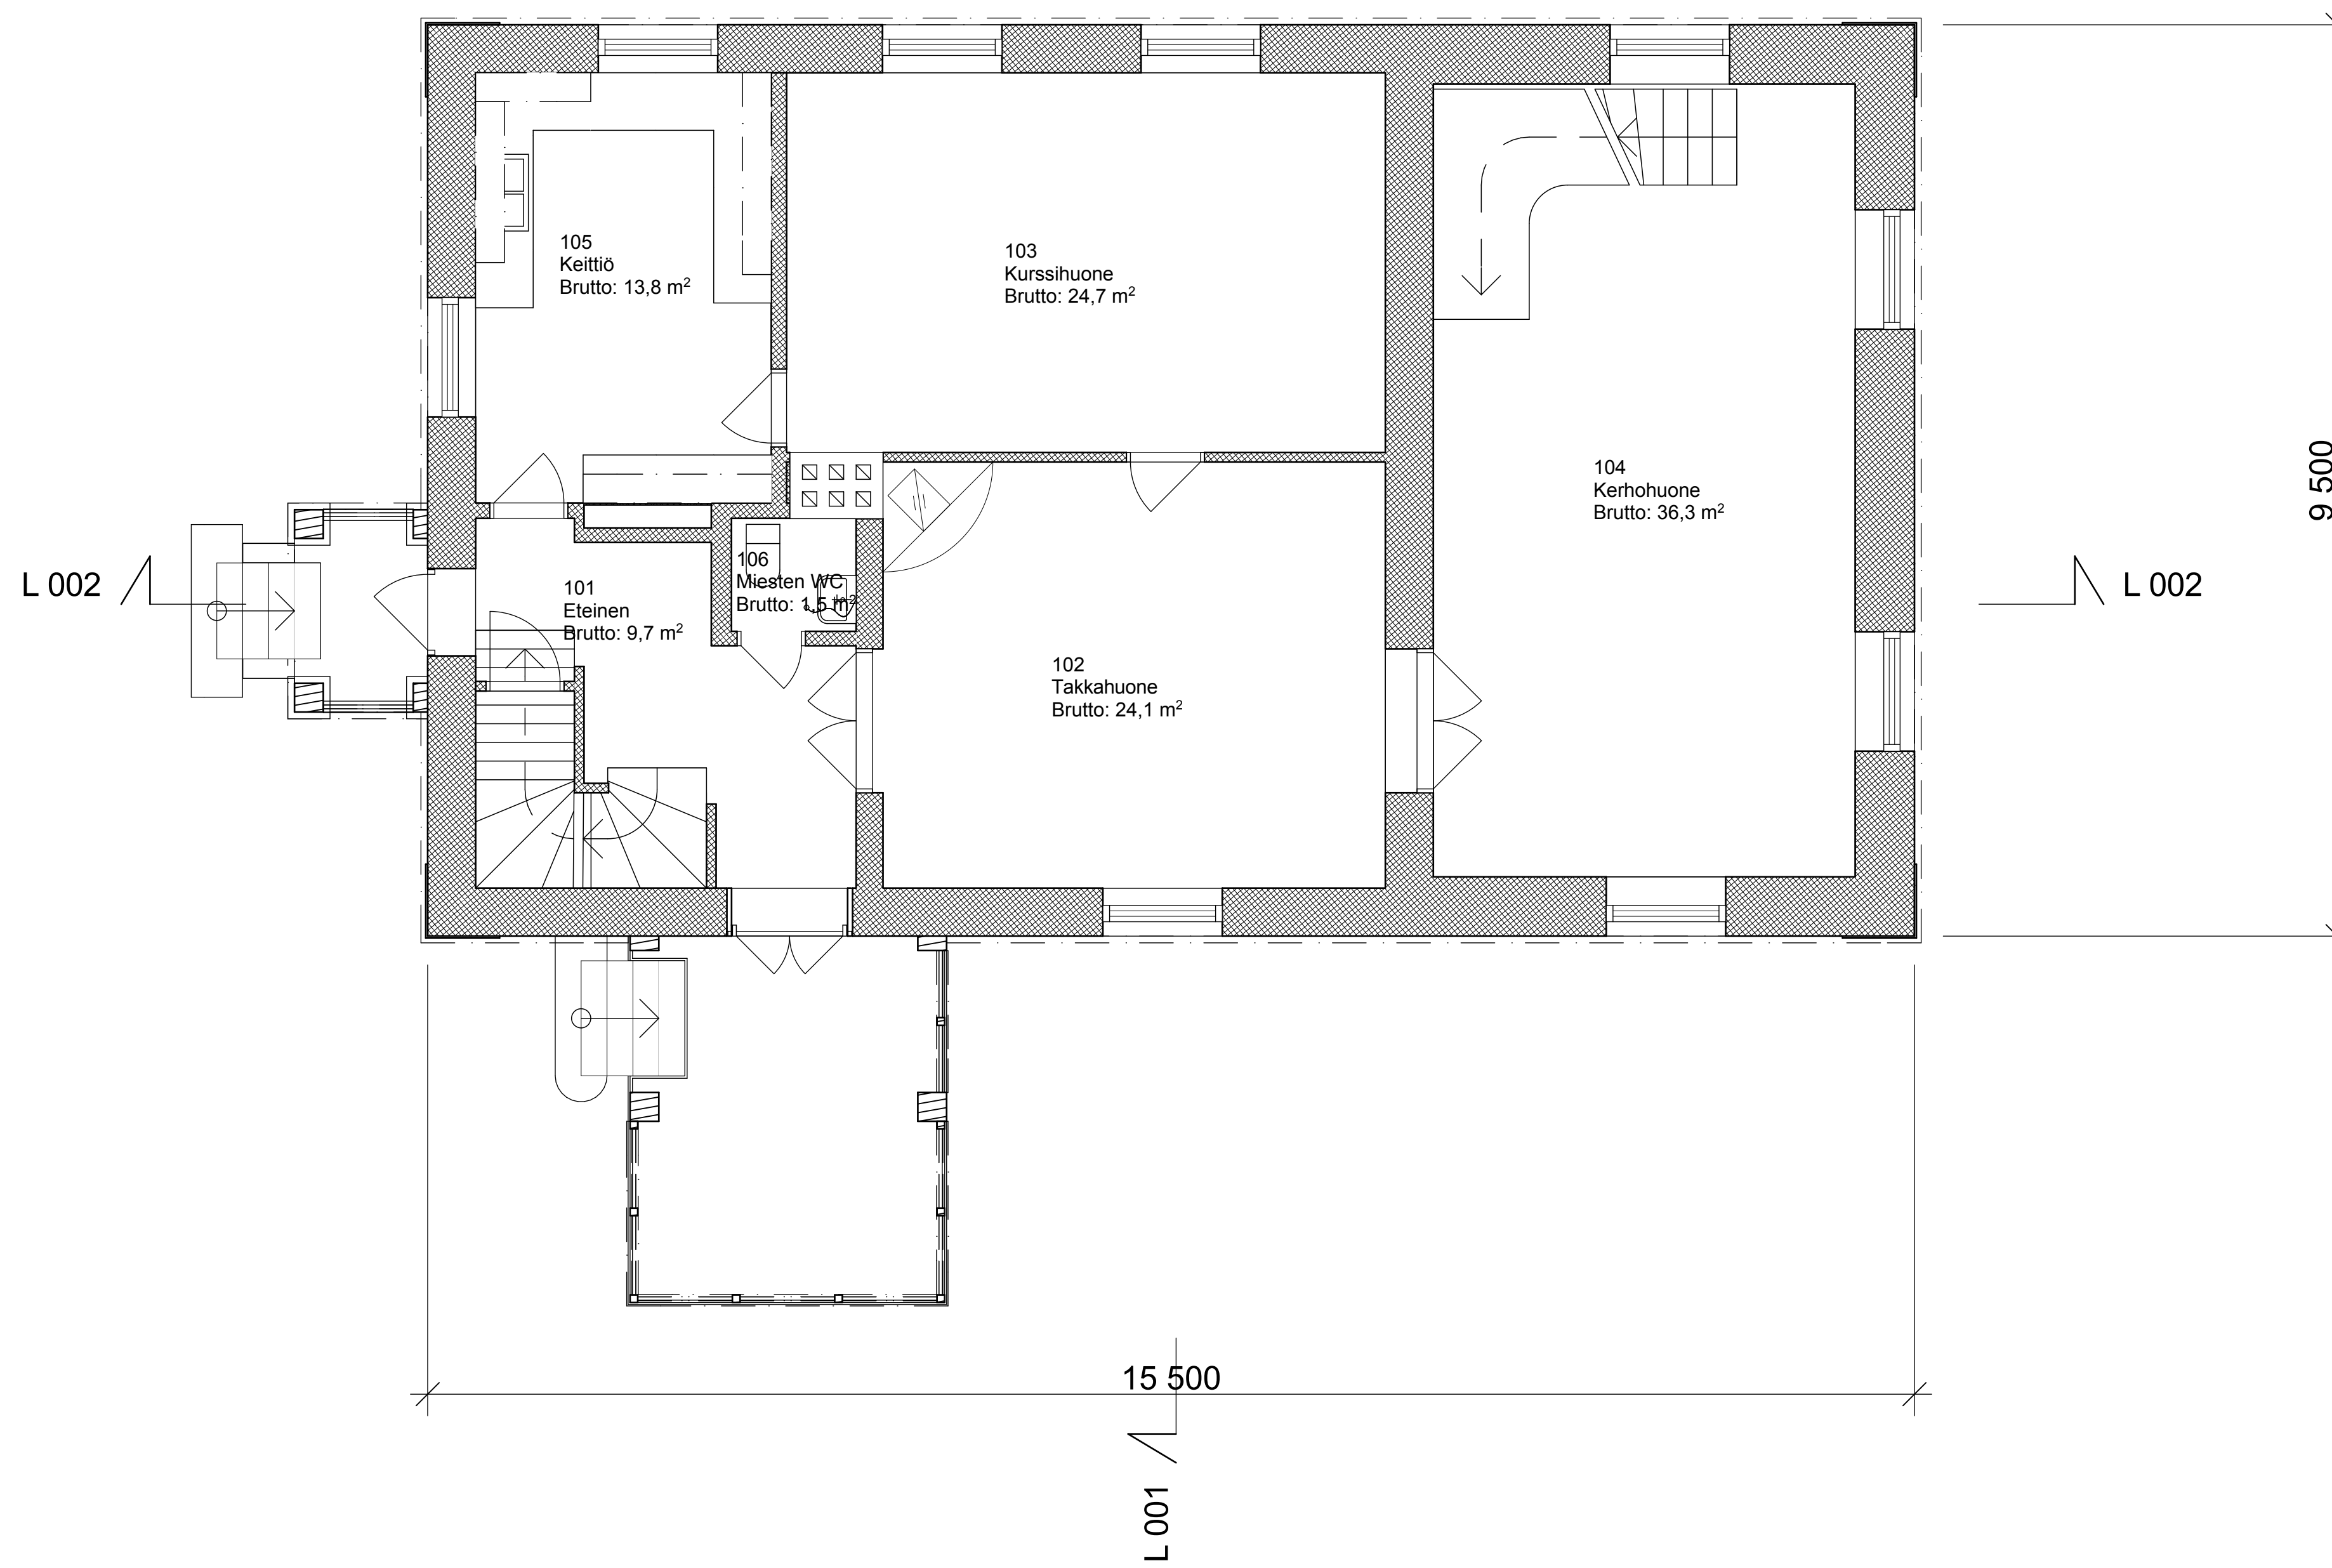 105
Keittiö
Brutto: 13,8 m²
103
Kurssihuone
Brutto: 24,7 m²
104
Kerhohuone
Brutto: 36,3 m²
9 500
L 002
101
Eteinen
Brutto: 9,7 m²
106
Miesten WC
Brutto: 1,5 m²
L 002
102
Takkahuone
Brutto: 24,1 m²
15 500
L 001